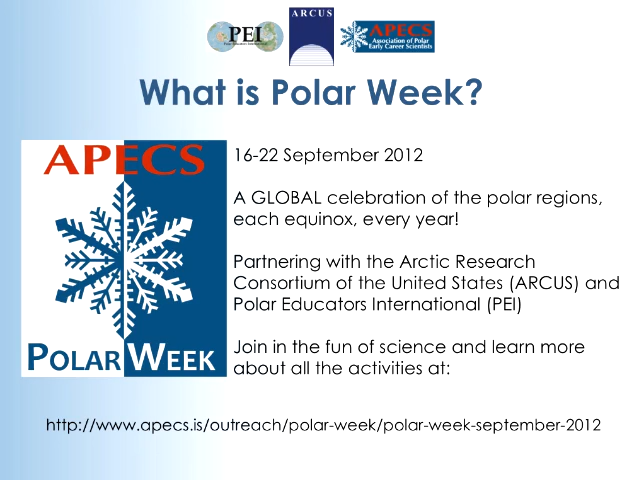 PEI
ARCUS
APECS
Association of Polar
Early Career Scientists
What is Polar Week?
APECS
POLAR WEEK
16-22 September 2012
A GLOBAL celebration of the polar regions,
each equinox, every year!
Partnering with the Arctic Research
Consortium of the United States (ARCUS) and
Polar Educators International (PEI)
Join in the fun of science and learn more
about all the activities at:
http://www.apecs.is/outreach/polar-week/polar-week-september-2012